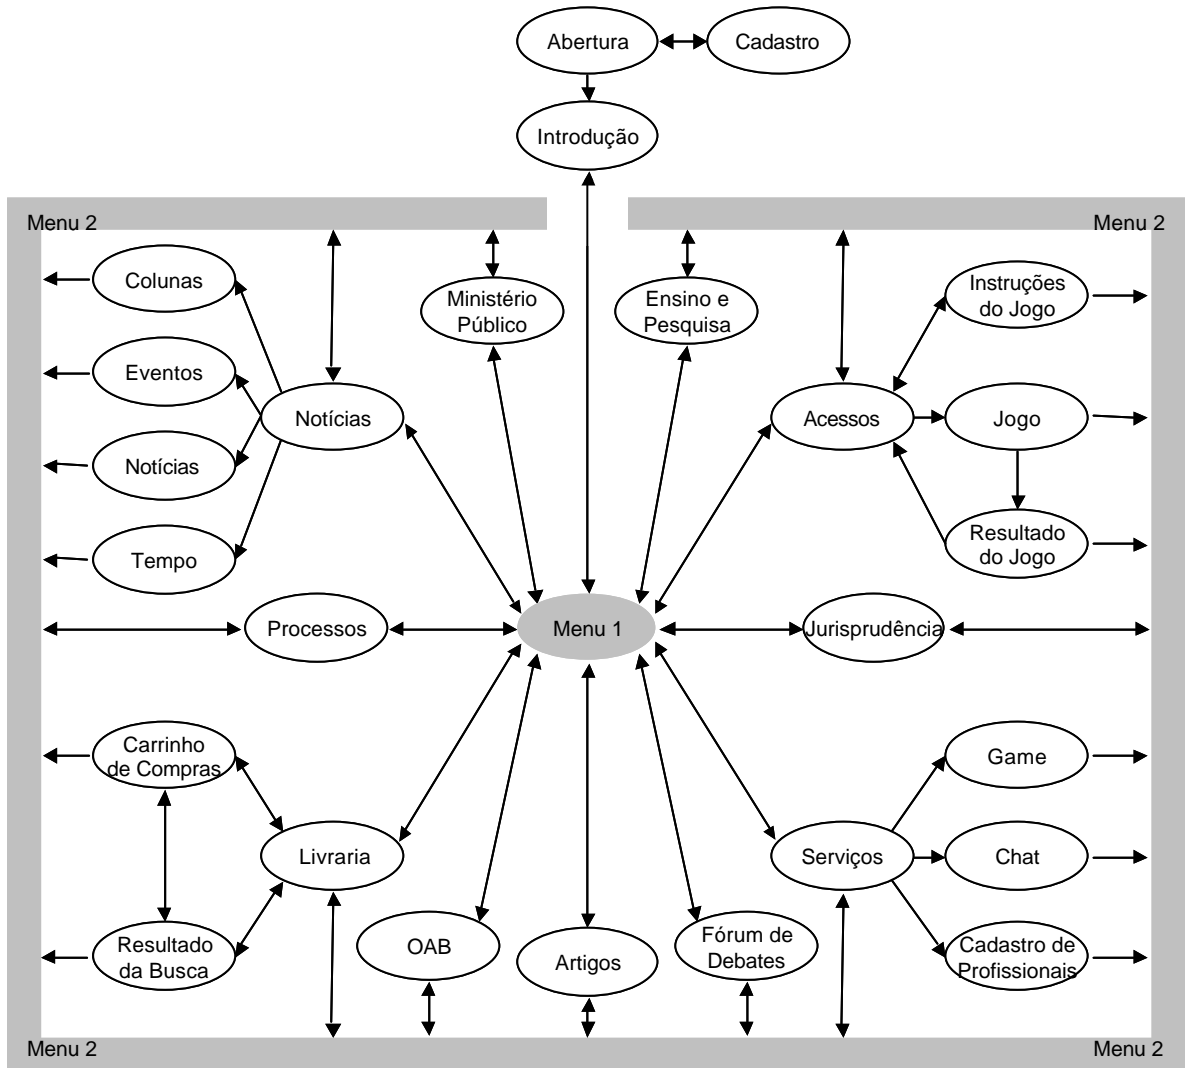 Abertura
Cadastro
Introdução
Menu 2
Menu 2
Colunas
Ministério
Público
Ensino e
Pesquisa
Instruções
do Jogo
Eventos
Notícias
Acessos
Jogo
Notícias
Tempo
Resultado
do Jogo
Processos
Menu 1
Jurisprudência
Carrinho
de Compras
Game
Livraria
Serviços
Chat
Resultado
da Busca
OAB
Artigos
Fórum de
Debates
Cadastro de
Profissionais
Menu 2
Menu 2